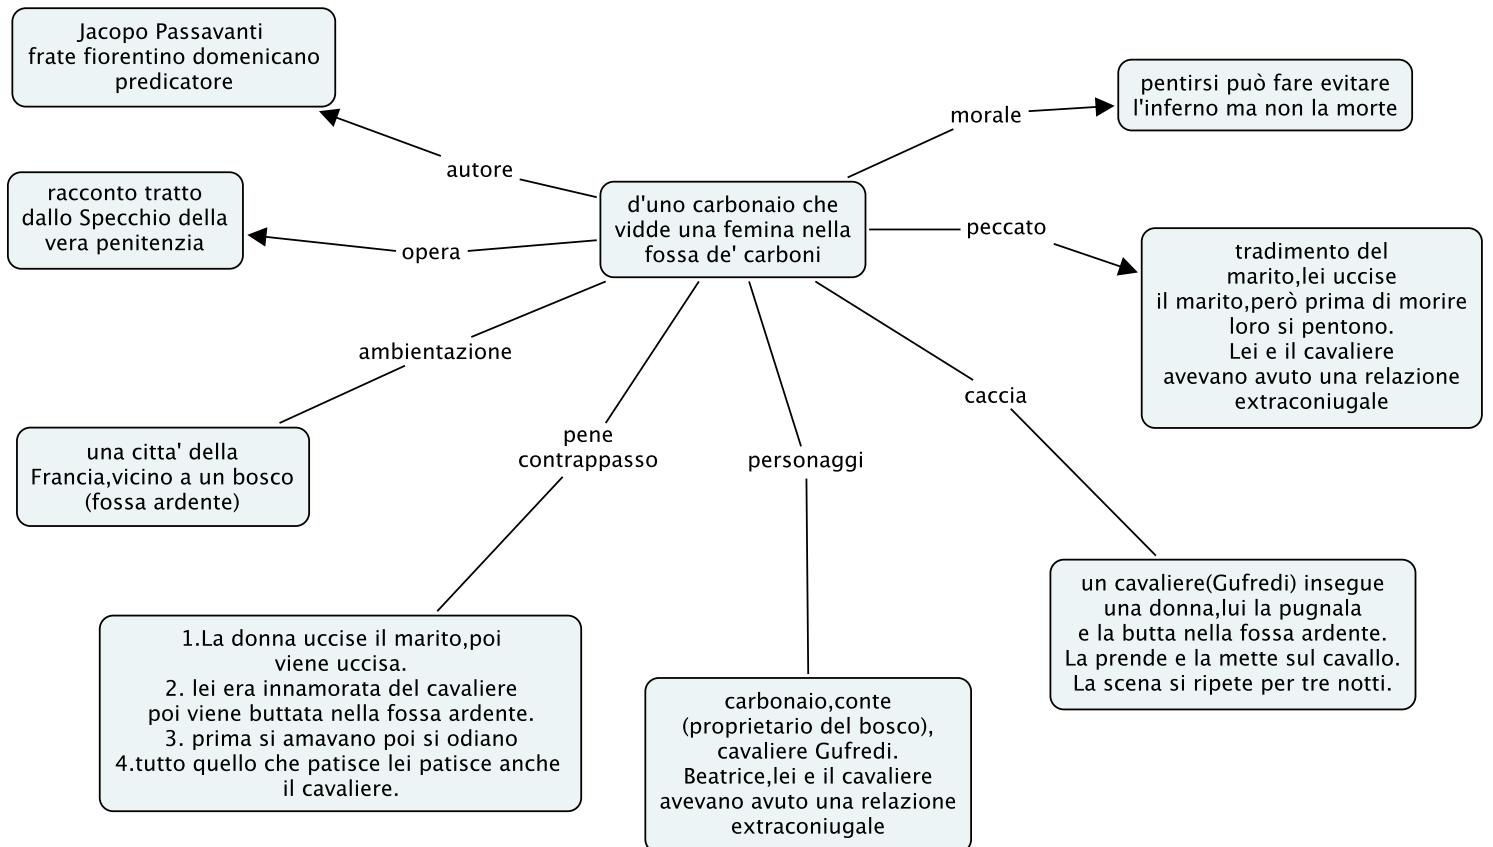 Jacopo Passavanti
frate fiorentino domenicano
predicatore
autore
racconto tratto
dallo Specchio della
vera penitenzia
opera
d'uno carbonaio che
vidde una femina nella
fossa de' carboni
morale
pentirsi può fare evitare
l'inferno ma non la morte
peccato
tradimento del
marito,lei uccise
il marito,però prima di morire
loro si pentono.
Lei e il cavaliere
avevano avuto una relazione
extraconiugale
ambientazione
una citta' della
Francia,vicino a un bosco
(fossa ardente)
pene
contrappasso
1.La donna uccise il marito,poi
viene uccisa.
2. lei era innamorata del cavaliere
poi viene buttata nella fossa ardente.
3. prima si amavano poi si odiano
4.tutto quello che patisce lei patisce anche
il cavaliere.
personaggi
carbonaio,conte
(proprietario del bosco),
cavaliere Gufredi.
Beatrice,lei e il cavaliere
avevano avuto una relazione
extraconiugale
caccia
un cavaliere(Gufredi) insegue
una donna,lui la pugnala
e la butta nella fossa ardente.
La prende e la mette sul cavallo.
La scena si ripete per tre notti.